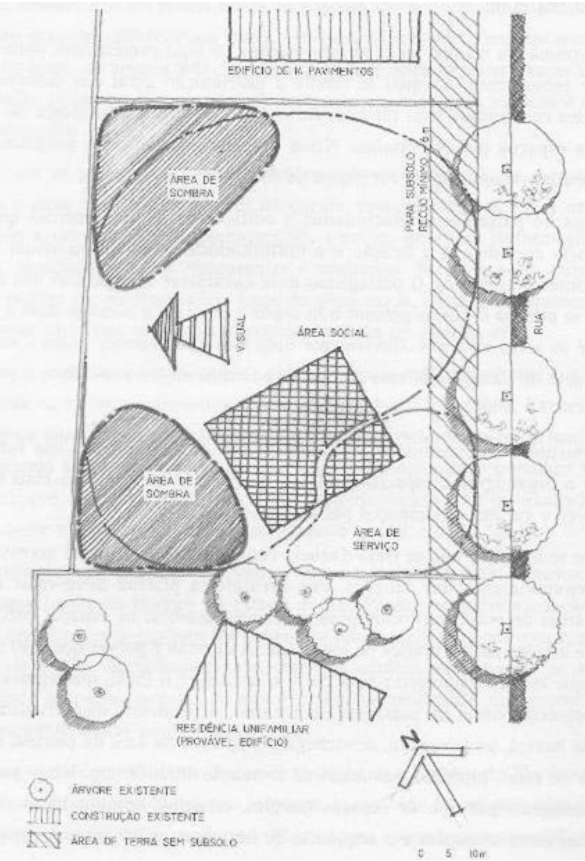 EDIFÍCIO DE 14 PAVIMENTOS
ÁREA DE
SOMBRA
PARA SUBSOLO
RECUO MÍNIMO / 6m
VISUAL
ÁREA SOCIAL
RUA
ÁREA DE
SOMBRA
ÁREA DE
SERVIÇO
RESIDÊNCIA UNIFAMILIAR
(PROVÁVEL EDIFÍCIO)
N
ÁRVORE EXISTENTE
CONSTRUÇÃO EXISTENTE
ÁREA DE TERRA SEM SUBSOLO
0 5 10m